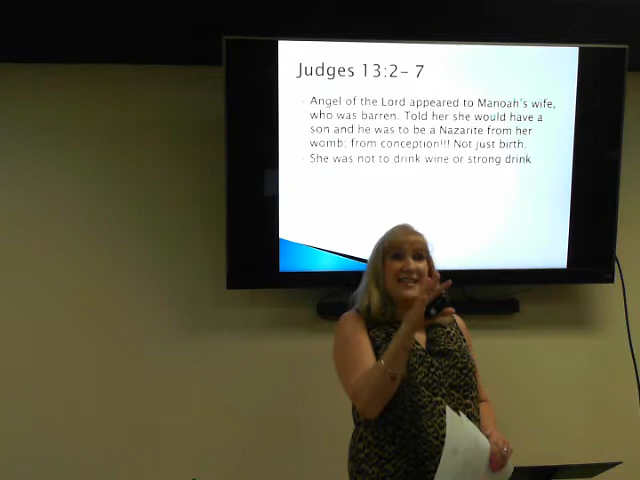 Judges 13:2- 7
Angel of the Lord appeared to Manoah's wife,
who was barren. Told her she would have a
son and he was to be a Nazarite from her
womb; from conception!!! Not just birth.
She was not to drink wine or strong drink